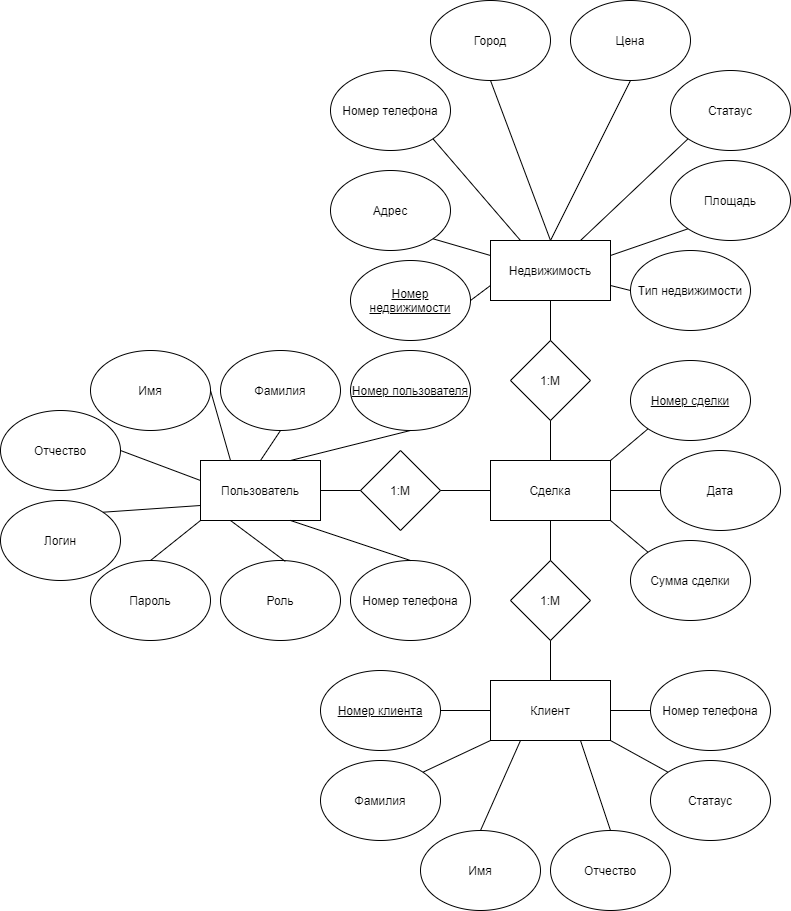 Город
Цена
Номер телефона
Статаус
Адрес
Площадь
Недвижимость
Номер
недвижимости
Тип недвижимости
1:М
Имя
Фамилия
Номер пользователя
Номер сделки
Отчество
Пользователь
1:М
Сделка
Дата
Логин
Сумма сделки
Пароль
Роль
Номер телефона
1:М
Номер клиента
Клиент
Номер телефона
Фамилия
Статаус
Имя
Отчество